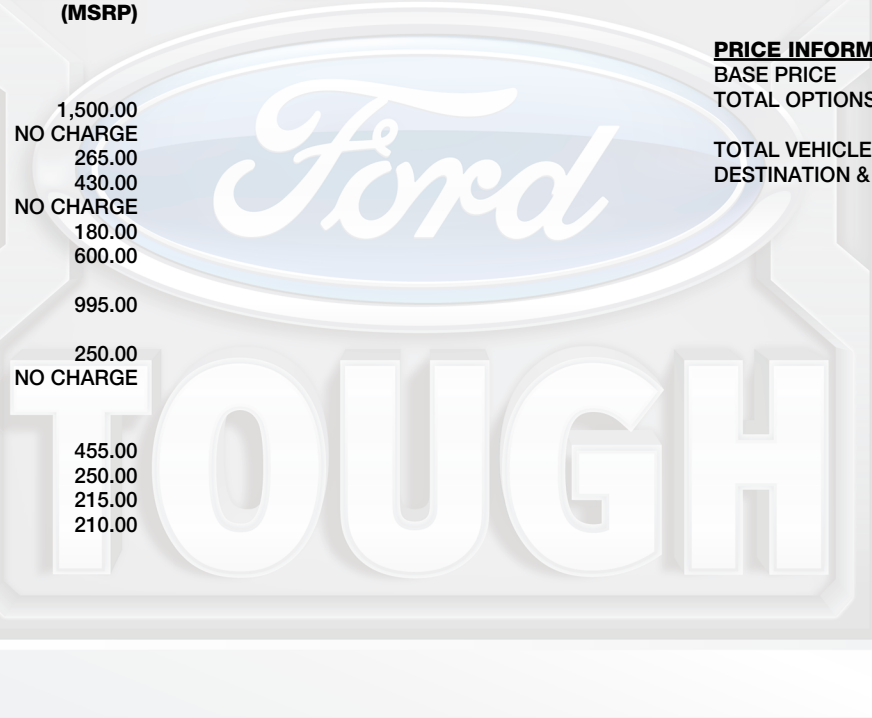 (MSRP)
1,500.00
NO CHARGE
265.00
430.00
NO CHARGE
180.00
600.00
995.00
250.00
NO CHARGE
455.00
250.00
215.00
210.00
PRICE INFORM
BASE PRICE
TOTAL OPTIONS
TOTAL VEHICLE
DESTINATION &
Ford
TOUGH